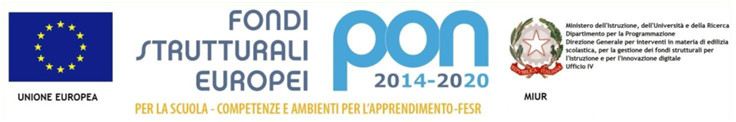 UNIONE EUROPEA
FONDI
STRUTTURALI
EUROPEI
pon
2014-2020
PER LA SCUOLA - COMPETENZE E AMBIENTI PER L'APPRENDIMENTO-FESR
MIUR
Ministero dell'Istruzione, dell'Università e della Ricerca
Dipartimento per la Programmazione
Direzione Generale per interventi in materia di edilizia
scolastica, per la gestione dei fondi strutturali per
l'istruzione e per l'innovazione digitale
Ufficio IV